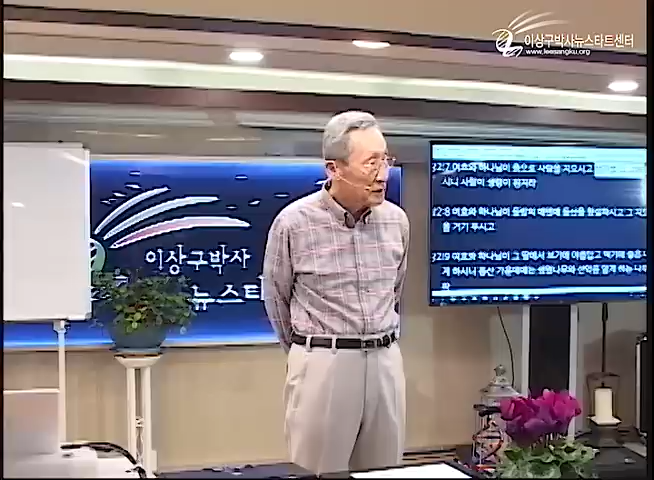 이상구박사뉴스타트센터
www.leesangku.org
이상구박사
뉴스타
2:7 여호와 하나님이 흙으로 사람을 지으시고
시니 사람이 생령이 된지라
2:8 여호와 하나님이 동방의 에덴에 동산을 창설하시고 그 지으
을 거기 두시고
2:9 여호와 하나님이 그 땅에서 보기에 아름답고 먹기에 좋은 나
게 하시니 동산 가운데에는 생명나무와 선악을 알게 하는 나
라